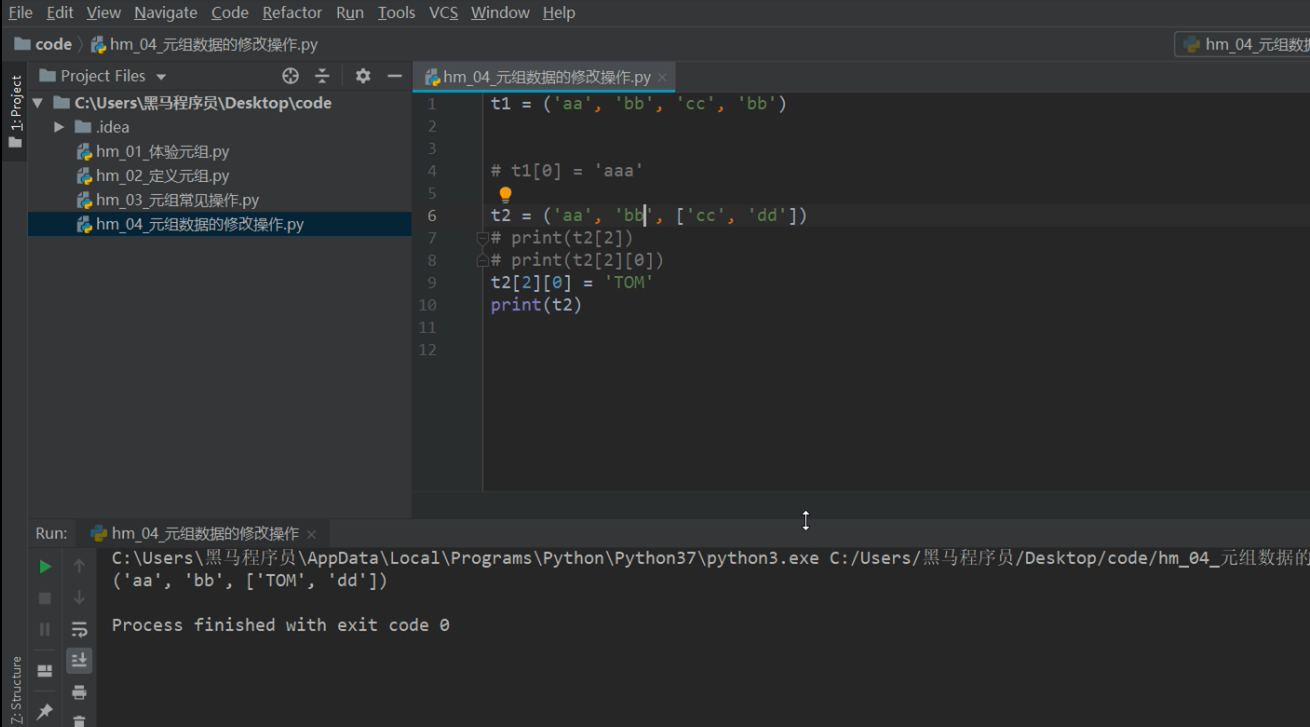 File Edit View Navigate Code Refactor Run Tools VCS Window Help
code hm_04_元组数据的修改操作.py
hm_04_元组数据
1: Project
Project Files
C:\Users\黑马程序员\Desktop\code
.idea
hm_01_体验元组.py
hm_02_定义元组.py
hm_03_元组常见操作.py
hm_04_元组数据的修改操作.py
hm_04_元组数据的修改操作.py
1 t1 = ('aa', 'bb', 'cc', 'bb')
2
3
4 # t1[0] = 'aaa'
5
6 t2 = ('aa', 'bb', ['cc', 'dd'])
7 # print(t2[2])
8 # print(t2[2][0])
9 t2[2][0] = 'TOM'
10 print(t2)
11
12
Run: hm_04_元组数据的修改操作
C:\Users\黑马程序员\AppData\Local\Programs\Python\Python37\python3.exe C:/Users/黑马程序员/Desktop/code/hm_04_元组数据的
('aa', 'bb', ['TOM', 'dd'])
Process finished with exit code 0
Z: Structure